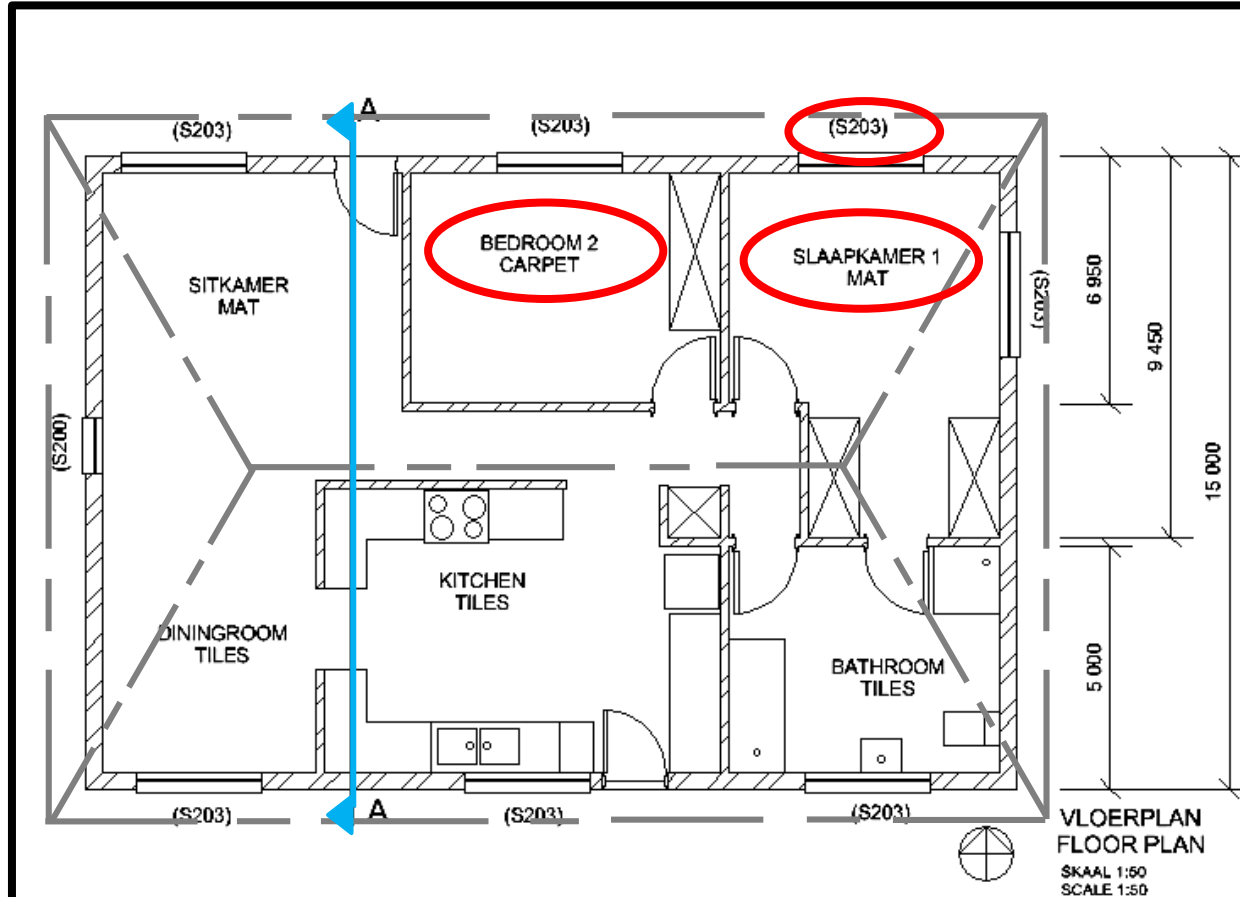 A
(S203)
(S203)
(S203)
BEDROOM 2
CARPET
SLAAPKAMER 1
MAT
SITKAMER
MAT
(S203)
6 950
9 450
15 000
(S200)
KITCHEN
TILES
DININGROOM
TILES
BATHROOM
TILES
5 000
(S203)
A
(S203)
(S203)
VLOERPLAN
FLOOR PLAN
SKAAL 1:50
SCALE 1:50